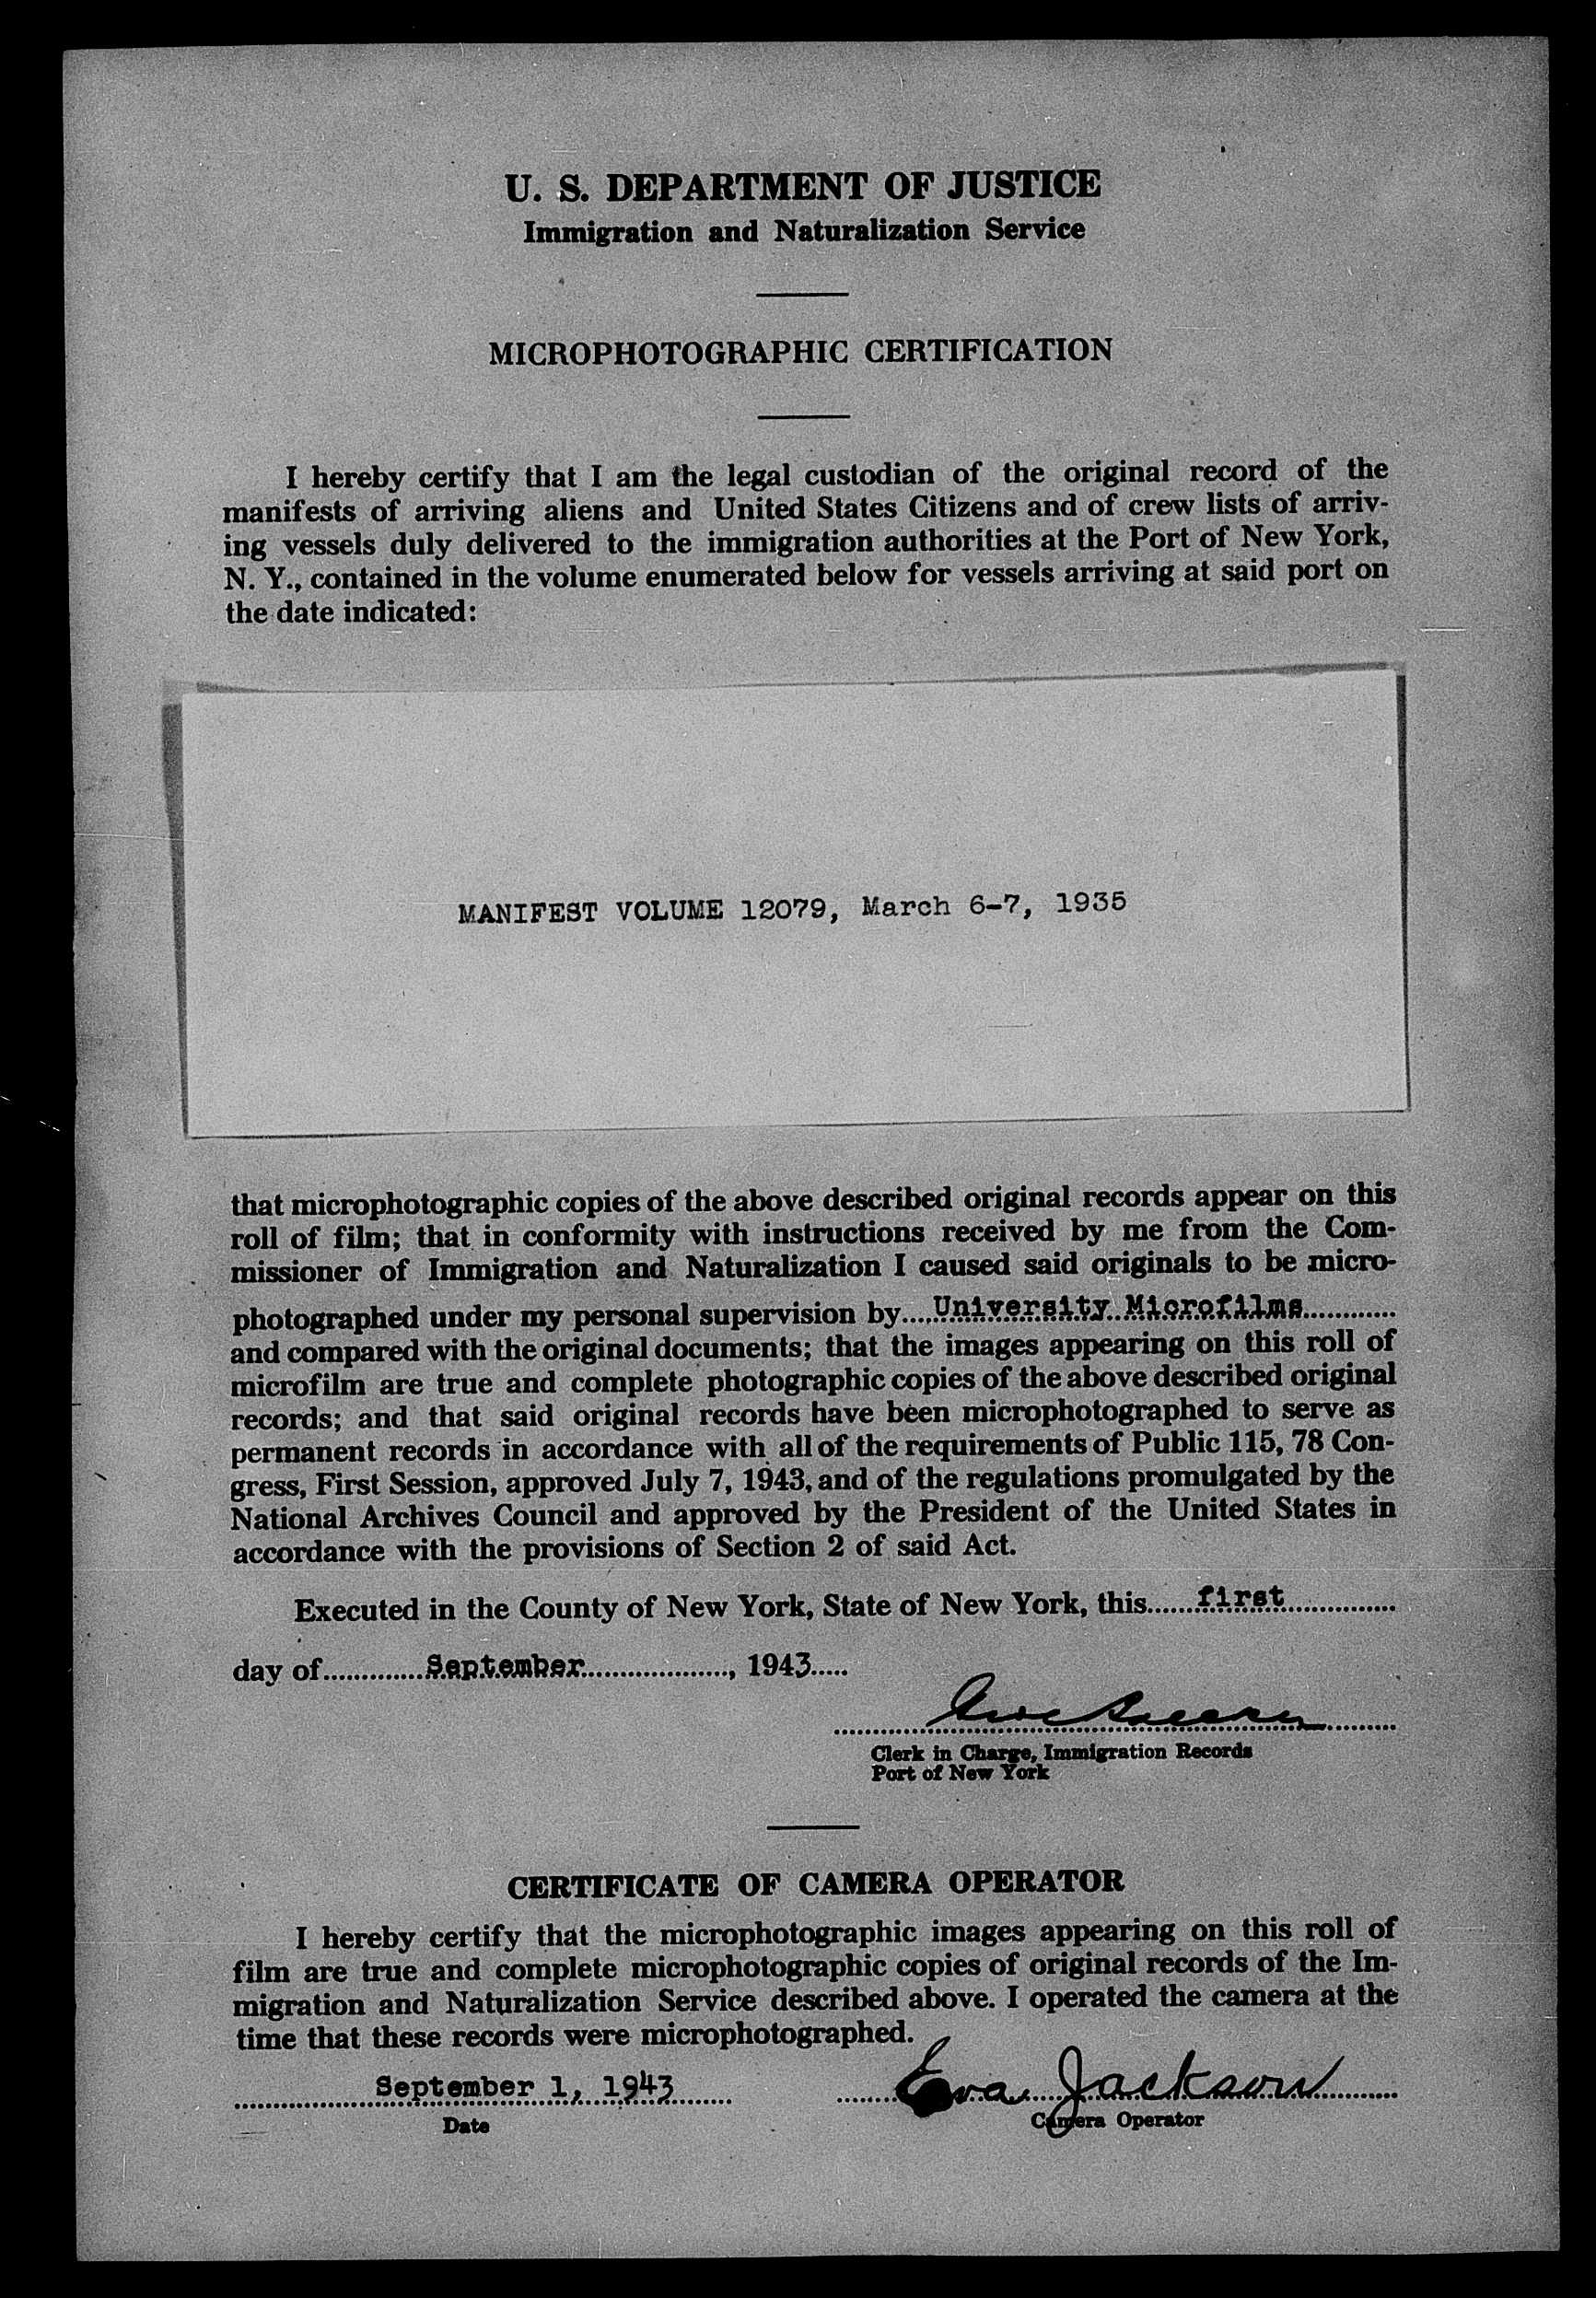 U. S. DEPARTMENT OF JUSTICE
Immigration and Naturalization Service
MICROPHOTOGRAPHIC CERTIFICATION
I hereby certify that I am the legal custodian of the original record of the
manifests of arriving aliens and United States Citizens and of crew lists of arriv-
ing vessels duly delivered to the immigration authorities at the Port of New York,
N. Y., contained in the volume enumerated below for vessels arriving at said port on
the date indicated:
MANIFEST VOLUME 12079, March 6-7, 1935
that microphotographic copies of the above described original records appear on this
roll of film; that in conformity with instructions received by me from the Com-
missioner of Immigration and Naturalization I caused said originals to be micro-
photographed under my personal supervision by....University Microfilms............
and compared with the original documents; that the images appearing on this roll of
microfilm are true and complete photographic copies of the above described original
records; and that said original records have been microphotographed to serve as
permanent records in accordance with all of the requirements of Public 115, 78 Con-
gress, First Session, approved July 7, 1943, and of the regulations promulgated by the
National Archives Council and approved by the President of the United States in
accordance with the provisions of Section 2 of said Act.
Executed in the County of New York, State of New York, this......first...............
day of.............September..................., 1943.....
Clerk in Charge, Immigration Records
Port of New York
CERTIFICATE OF CAMERA OPERATOR
I hereby certify that the microphotographic images appearing on this roll of
film are true and complete microphotographic copies of original records of the Im-
migration and Naturalization Service described above. I operated the camera at the
time that these records were microphotographed.
September 1, 1943 Eva Jackson
Date Camera Operator